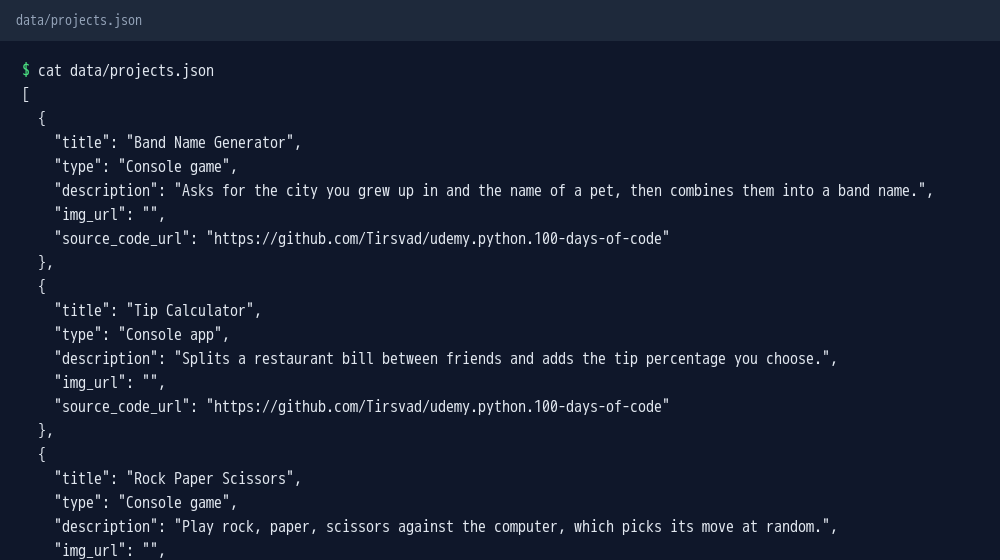 data/projects.json
$ cat data/projects.json
[
  {
    "title": "Band Name Generator",
    "type": "Console game",
    "description": "Asks for the city you grew up in and the name of a pet, then combines them into a band name.",
    "img_url": "",
    "source_code_url": "https://github.com/Tirsvad/udemy.python.100-days-of-code"
  },
  {
    "title": "Tip Calculator",
    "type": "Console app",
    "description": "Splits a restaurant bill between friends and adds the tip percentage you choose.",
    "img_url": "",
    "source_code_url": "https://github.com/Tirsvad/udemy.python.100-days-of-code"
  },
  {
    "title": "Rock Paper Scissors",
    "type": "Console game",
    "description": "Play rock, paper, scissors against the computer, which picks its move at random.",
    "img_url": "",